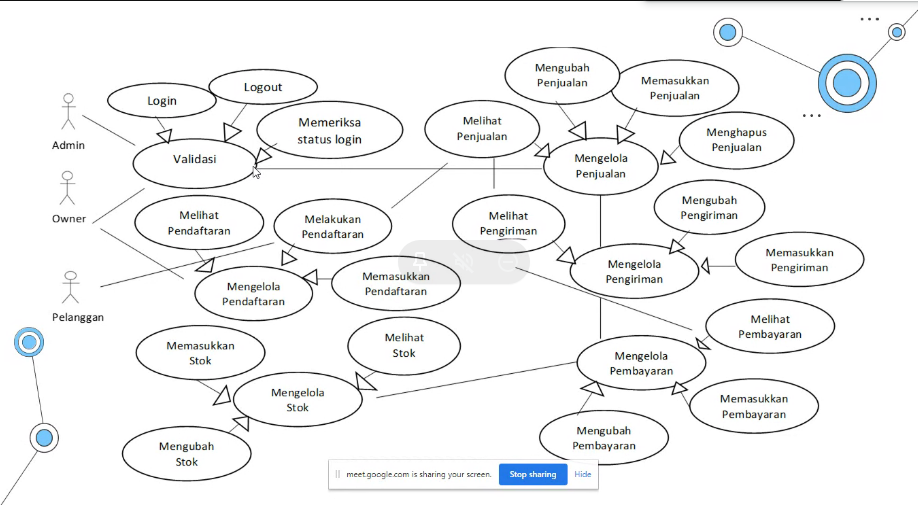 Mengubah
Penjualan
Memasukkan
Penjualan
Login
Logout
Memeriksa
status login
Melihat
Penjualan
Menghapus
Penjualan
Admin
Validasi
Mengelola
Penjualan
Owner
Melihat
Pendaftaran
Melakukan
Pendaftaran
Melihat
Pengiriman
Mengubah
Pengiriman
Mengelola
Pendaftaran
Memasukkan
Pendaftaran
Mengelola
Pengiriman
Memasukkan
Pengiriman
Pelanggan
Memasukkan
Stok
Melihat
Stok
Mengelola
Pembayaran
Melihat
Pembayaran
Mengelola
Stok
Memasukkan
Pembayaran
Mengubah
Stok
Mengubah
Pembayaran
meet.google.com is sharing your screen.
Stop sharing
Hide